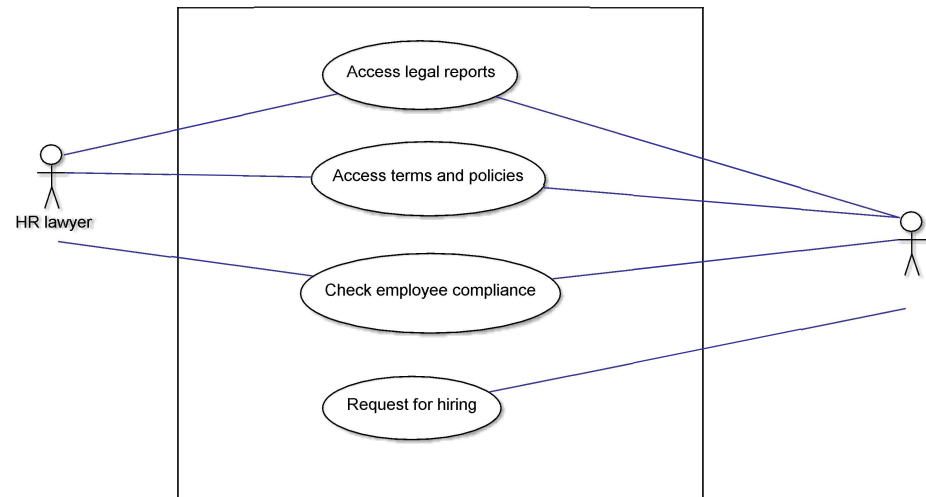 Access legal reports
Access terms and policies
HR lawyer
Check employee compliance
Request for hiring